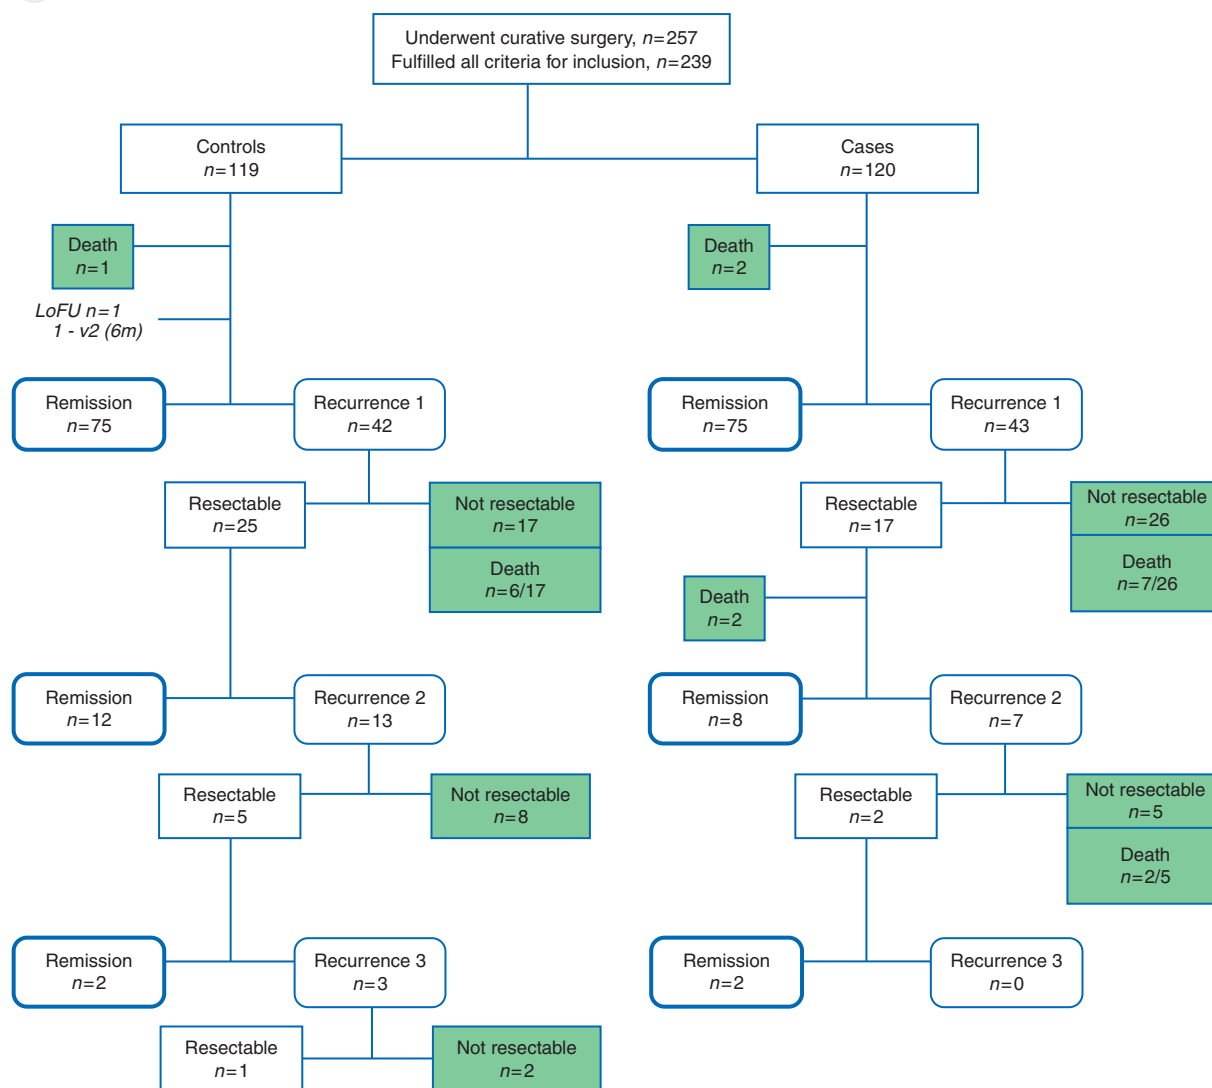 Underwent curative surgery, n=257
Fulfilled all criteria for inclusion, n=239
Controls
n=119
Cases
n=120
Death
n=1
Death
n=2
LoFU n=1
1 - v2 (6m)
Remission
n=75
Recurrence 1
n=42
Remission
n=75
Recurrence 1
n=43
Resectable
n=25
Not resectable
n=17
Death
n=6/17
Resectable
n=17
Not resectable
n=26
Death
n=7/26
Death
n=2
Remission
n=12
Recurrence 2
n=13
Remission
n=8
Recurrence 2
n=7
Resectable
n=5
Not resectable
n=8
Resectable
n=2
Not resectable
n=5
Death
n=2/5
Remission
n=2
Recurrence 3
n=3
Remission
n=2
Recurrence 3
n=0
Resectable
n=1
Not resectable
n=2